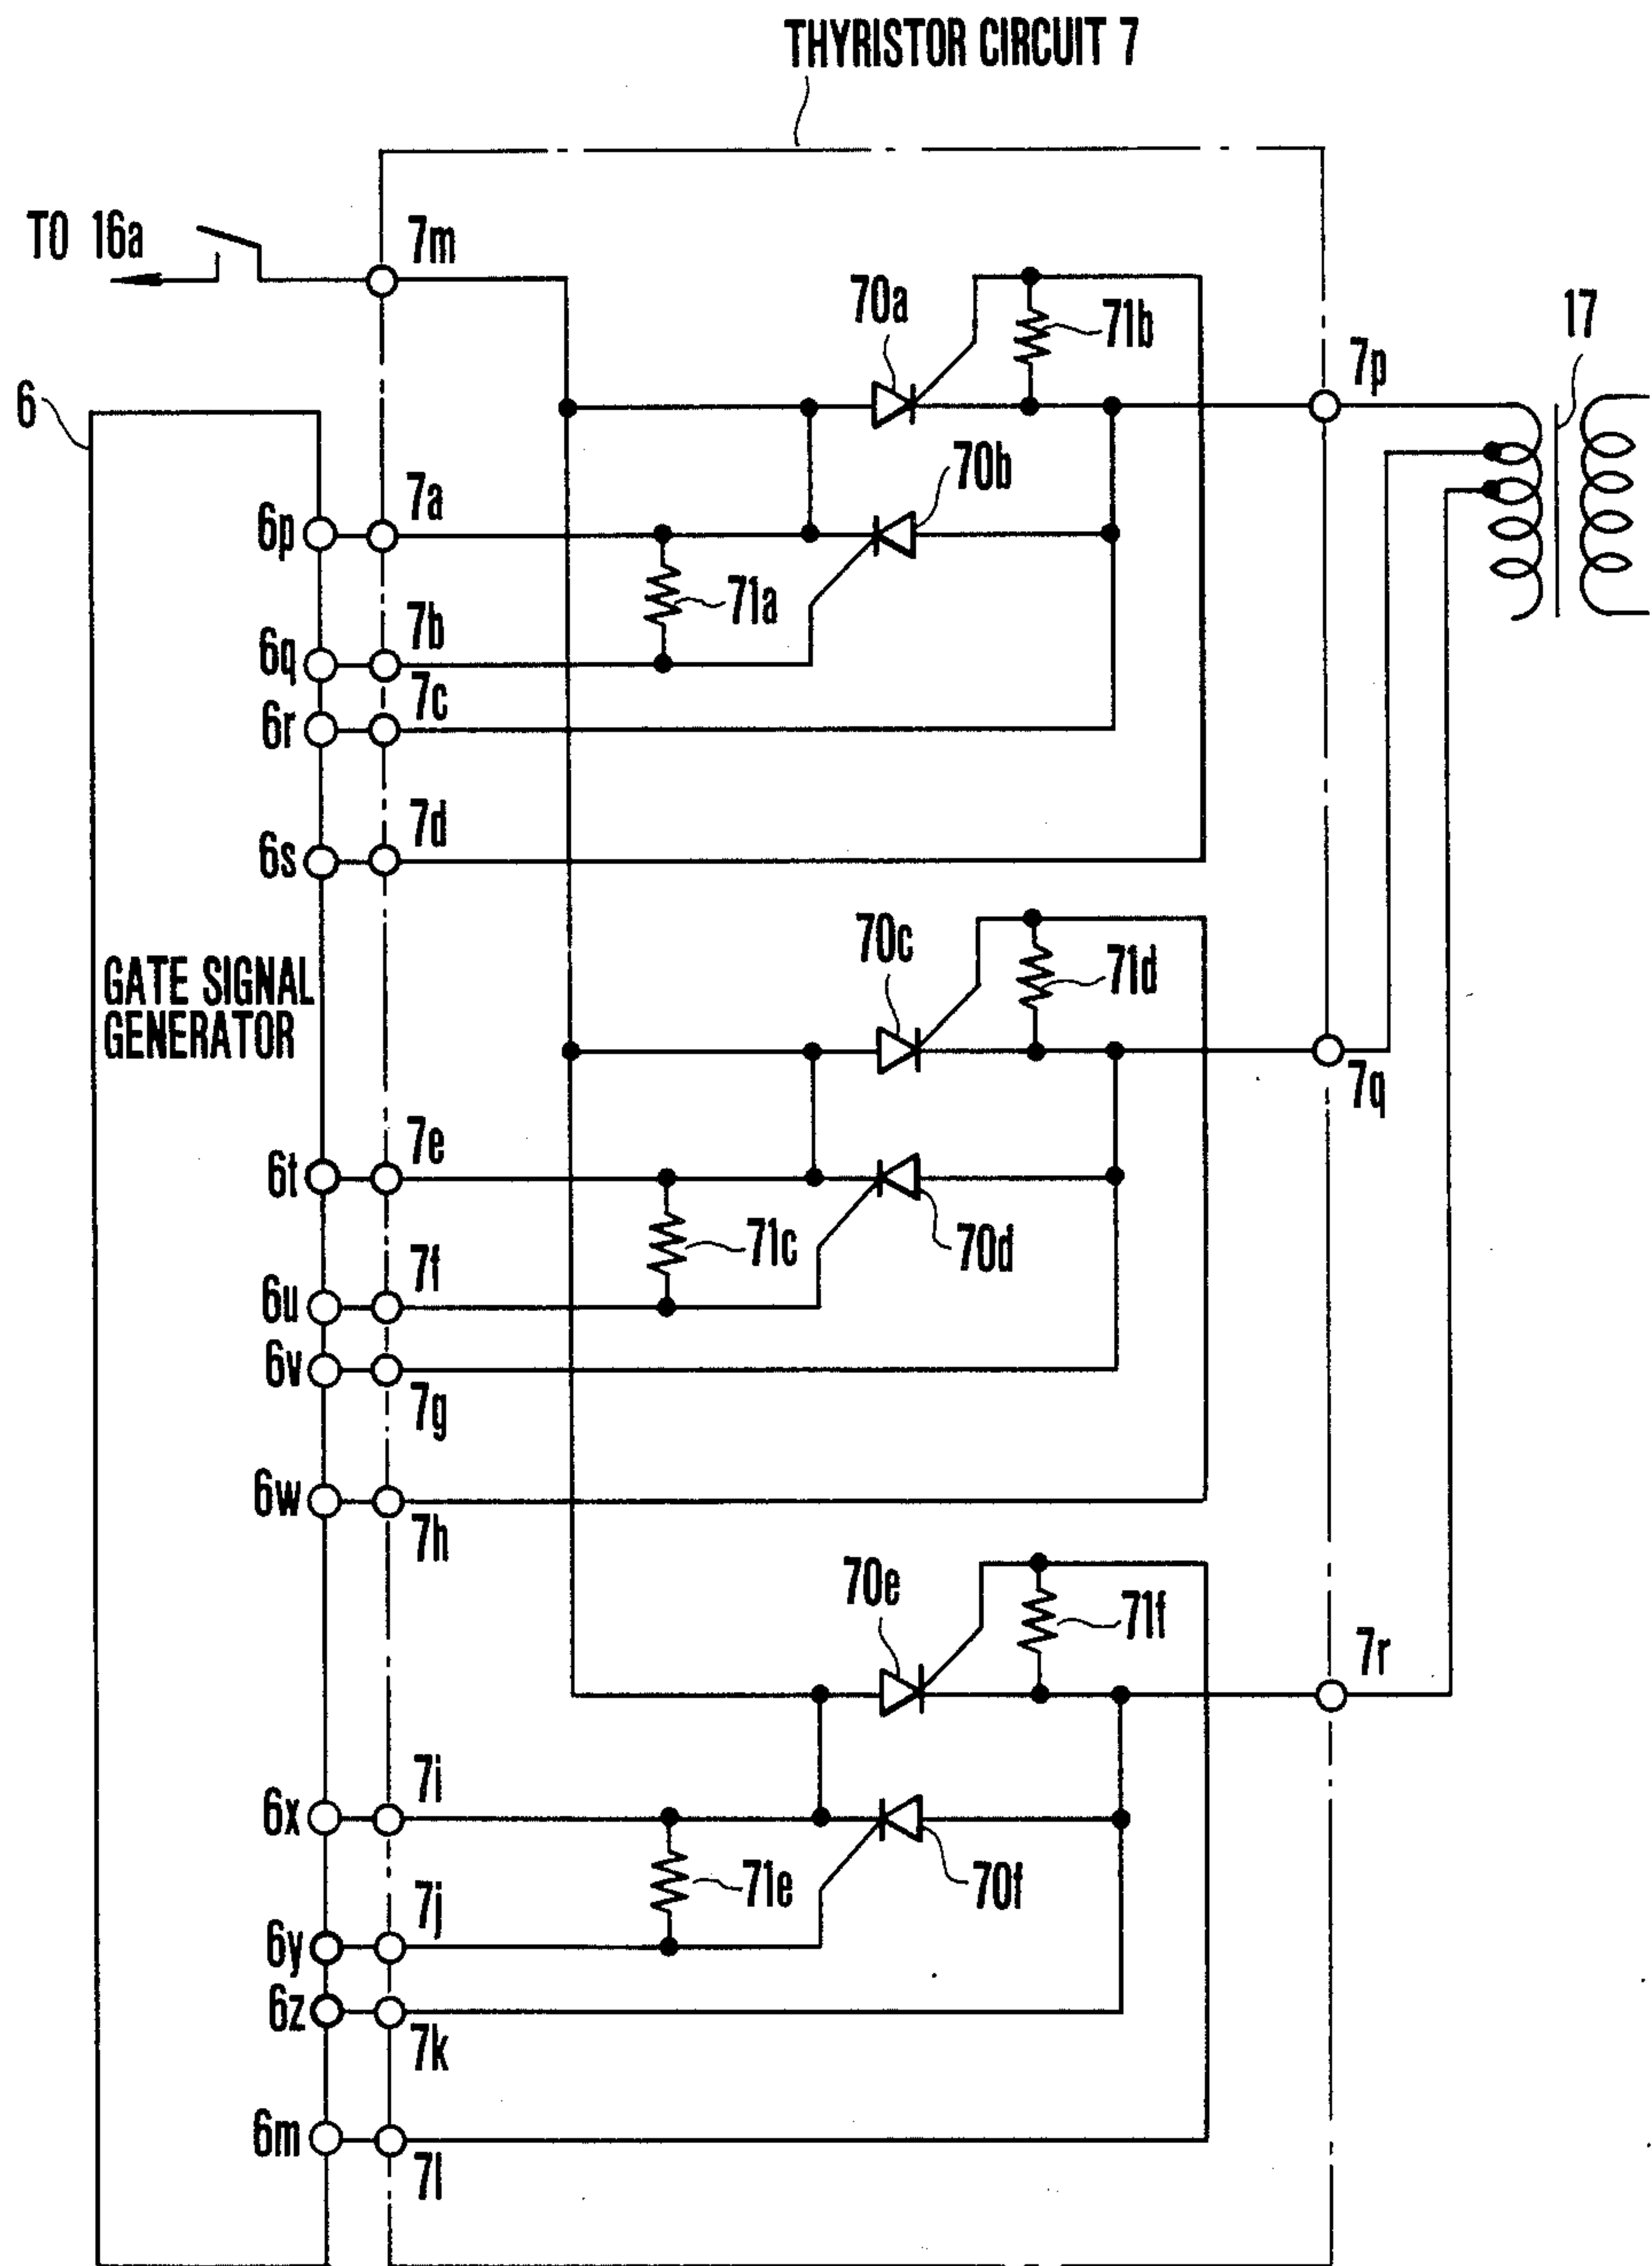 THYRISTOR CIRCUIT 7
TO 16a
7m
70a
71b
17
7p
6
70b
6p
7a
71a
6q
7b
6r
7c
6s
7d
70c
71d
GATE SIGNAL
GENERATOR
7q
6t
7e
71c
70d
6u
7f
6v
7g
6w
7h
70e
71f
7r
6x
7i
71e
70f
6y
7j
6z
7k
6m
7l